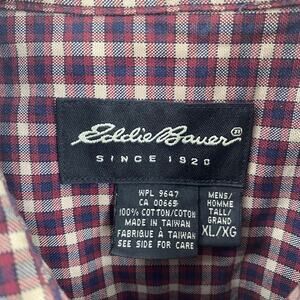 Eddie Bauer
SINCE 1920
WPL 9647
CA 00665
100% COTTON/COTON
MADE IN TAIWAN
FABRIQUE Á TAIWAN
SEE SIDE FOR CARE
MENS/
HOMME
TALL/
GRAND
XL/XG